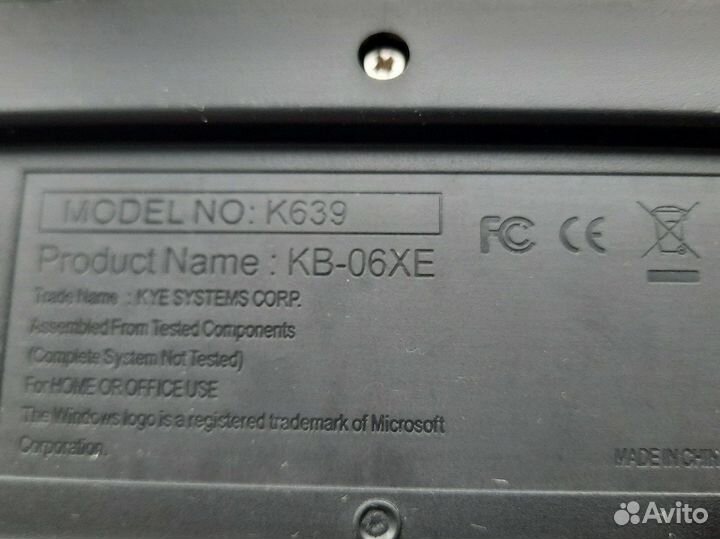 MODEL NO: K639
Product Name : KB-06XE
Trade Name : KYE SYSTEMS CORP.
Assembled From Tested Components
(Complete System Not Tested)
For HOME OR OFFICE USE
The Windows logo is a registered trademark of Microsoft
Corporation.
FC CE
MADE IN CHIN
Avito